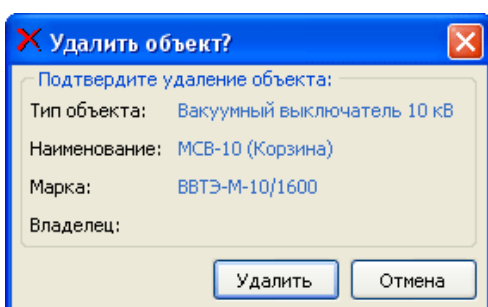 Удалить объект?
Подтвердите удаление объекта:
Тип объекта: Вакуумный выключатель 10 кВ
Наименование: МСВ-10 (Корзина)
Марка: ВВТЭ-М-10/1600
Владелец:
Удалить Отмена